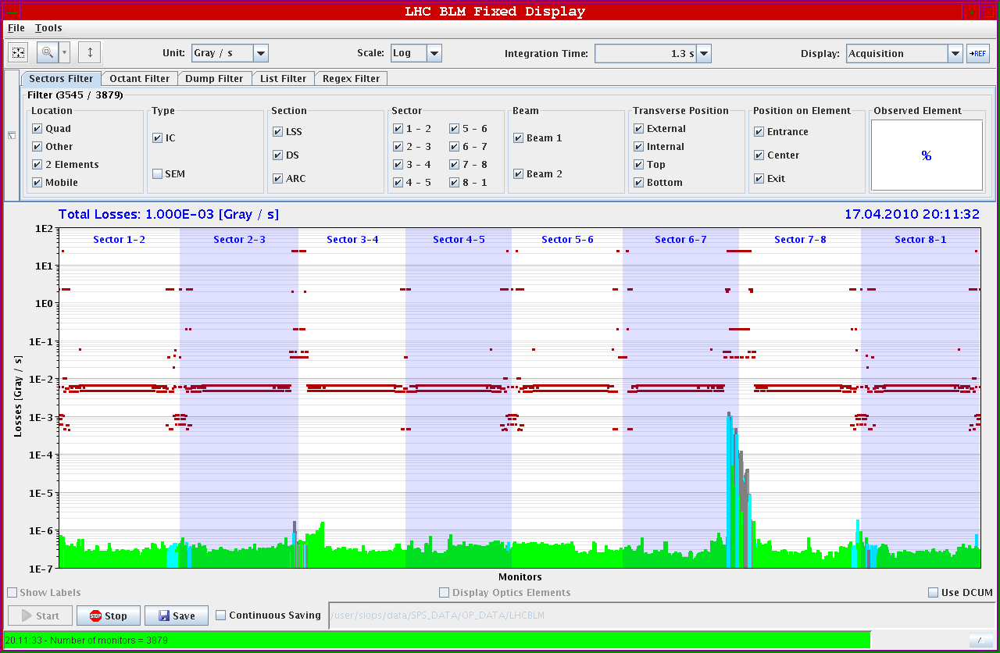 LHC BLM Fixed Display
File Tools
Unit: Gray / s Scale: Log Integration Time: 1.3 s Display: Acquisition →REF
Sectors Filter Octant Filter Dump Filter List Filter Regex Filter
Filter (3545 / 3879)
Location Type Section Sector Beam Transverse Position Position on Element Observed Element
Quad IC LSS 1 - 2 5 - 6 Beam 1 External Entrance %
Other 2 - 3 6 - 7 Internal
2 Elements SEM DS 3 - 4 7 - 8 Beam 2 Top Center
Mobile ARC 4 - 5 8 - 1 Bottom Exit
Total Losses: 1.000E-03 [Gray / s] 17.04.2010 20:11:32
1E2
Sector 1-2 Sector 2-3 Sector 3-4 Sector 4-5 Sector 5-6 Sector 6-7 Sector 7-8 Sector 8-1
1E1
1E0
1E-1
1E-2
1E-3
1E-4
1E-5
1E-6
1E-7
Losses [Gray / s]
Monitors
Show Labels Display Optics Elements Use DCUM
Start STOP Stop Save Continuous Saving /user/slops/data/SPS_DATA/OP_DATA/LHCBLM
20:11:33 - Number of monitors = 3879